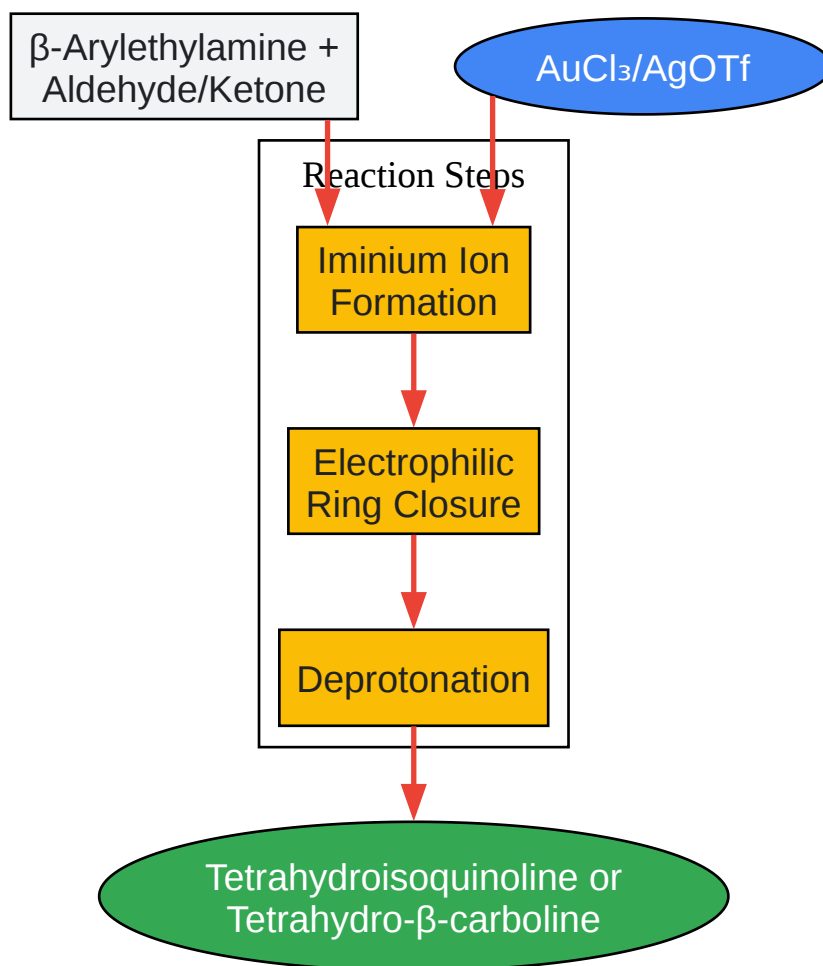 β-Arylethylamine +
Aldehyde/Ketone
AuCl₃/AgOTf
Reaction Steps
Iminium Ion
Formation
Electrophilic
Ring Closure
Deprotonation
Tetrahydroisoquinoline or
Tetrahydro-β-carboline